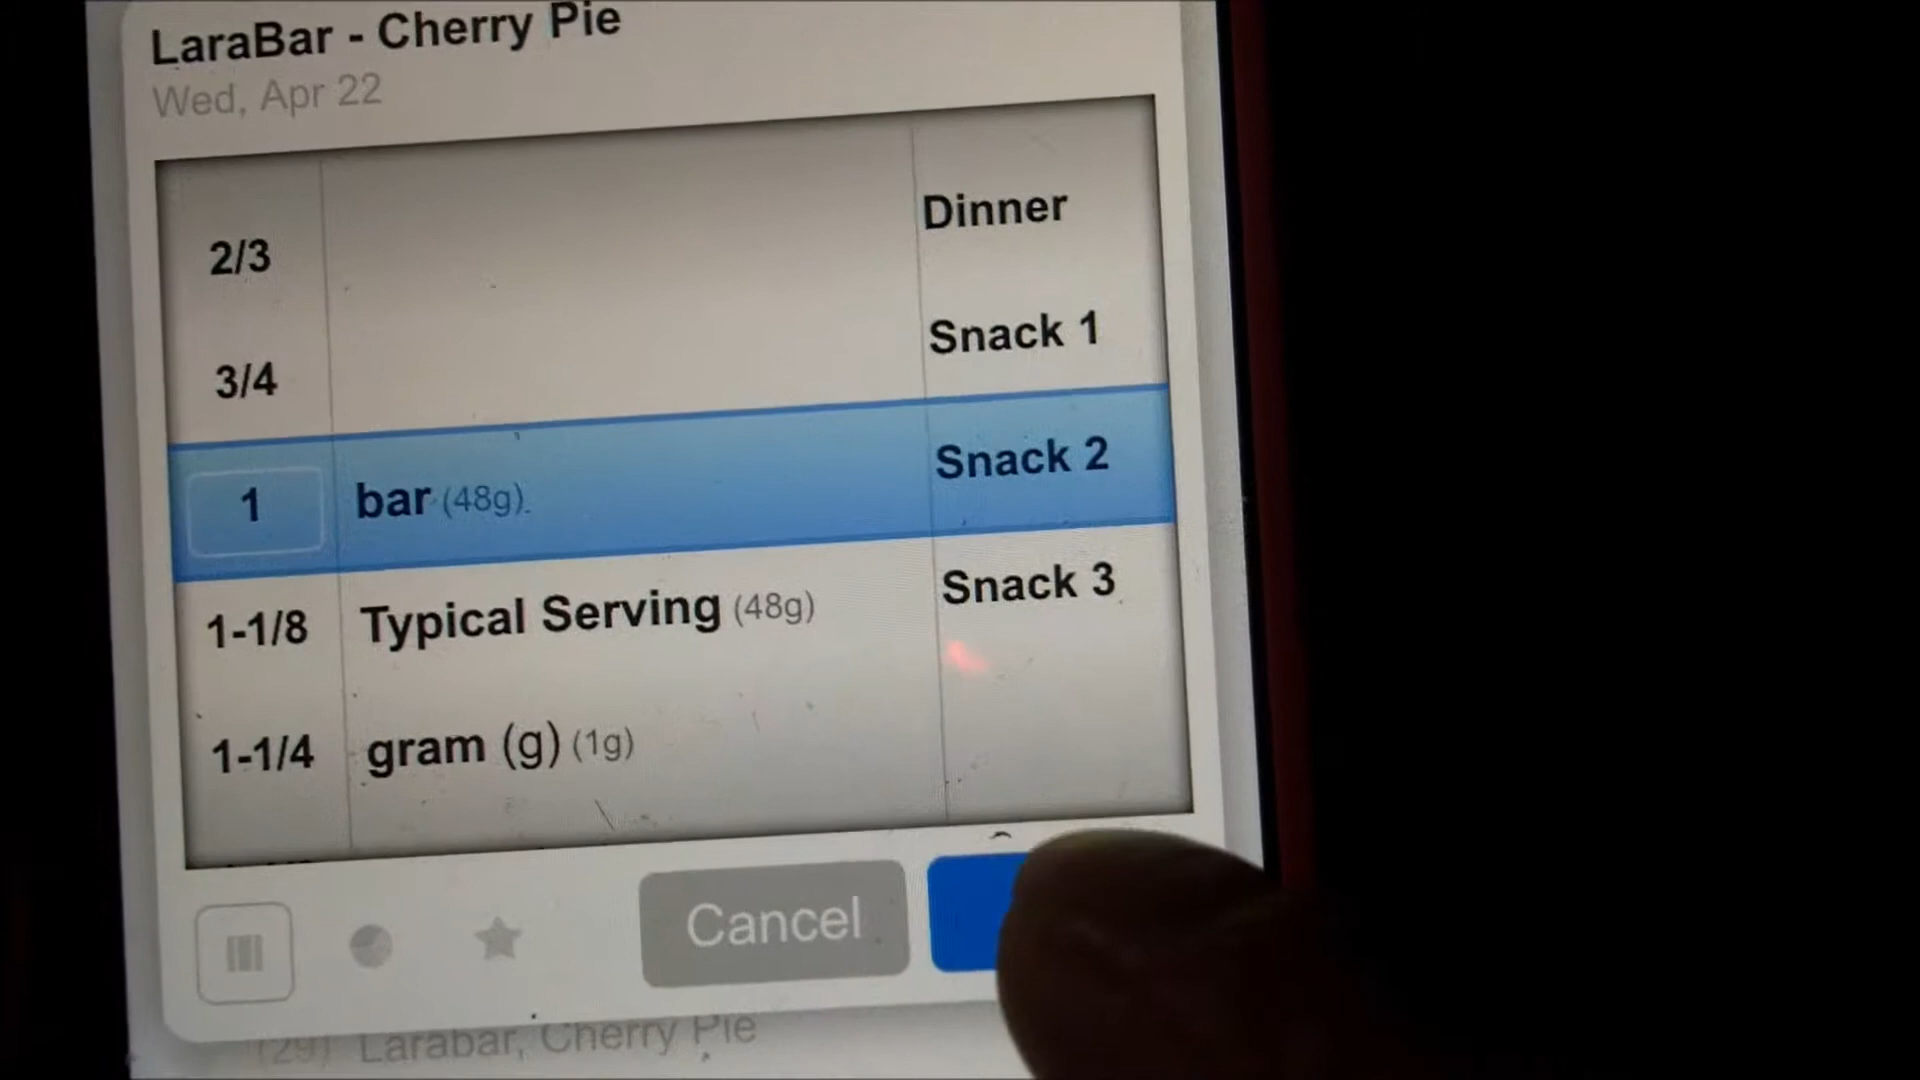 LaraBar - Cherry Pie
Wed, Apr 22
2/3
Dinner
3/4
Snack 1
1 bar (48g) Snack 2
1-1/8 Typical Serving (48g) Snack 3
1-1/4 gram (g) (1g)
Cancel
(29) Larabar, Cherry Pie